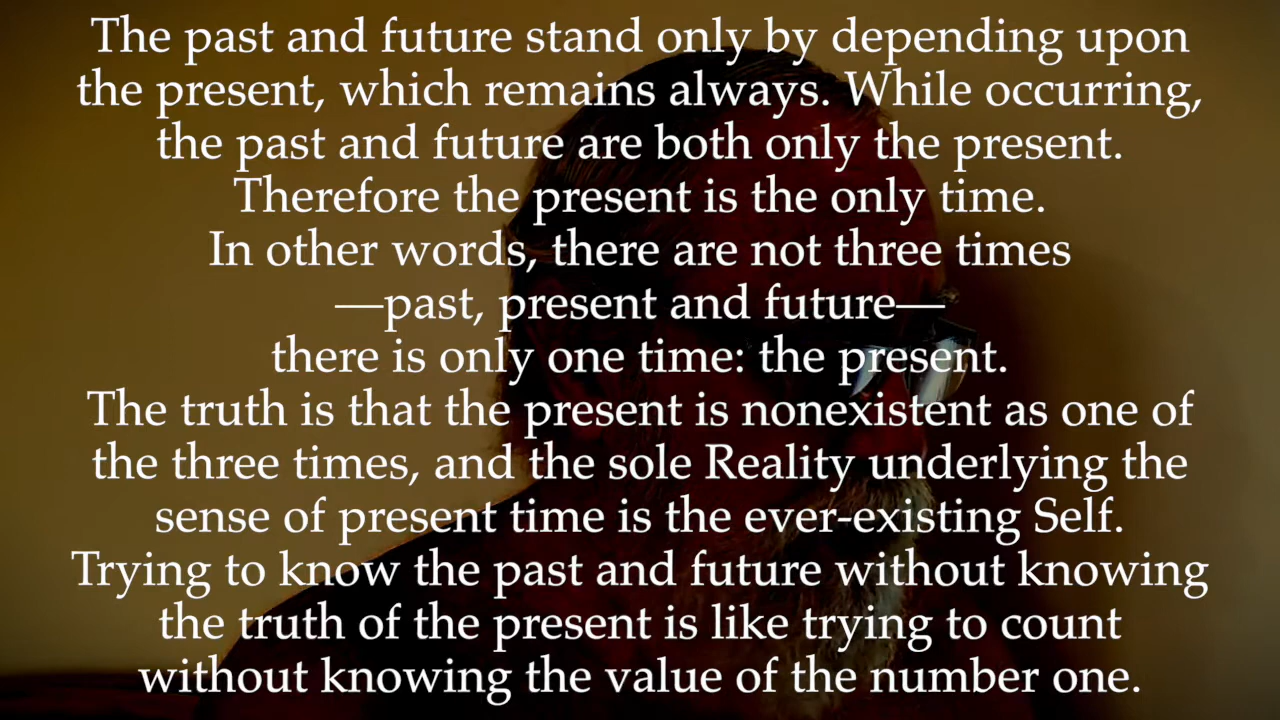 The past and future stand only by depending upon
the present, which remains always. While occurring,
the past and future are both only the present.
Therefore the present is the only time.
In other words, there are not three times
—past, present and future—
there is only one time: the present.
The truth is that the present is nonexistent as one of
the three times, and the sole Reality underlying the
sense of present time is the ever-existing Self.
Trying to know the past and future without knowing
the truth of the present is like trying to count
without knowing the value of the number one.